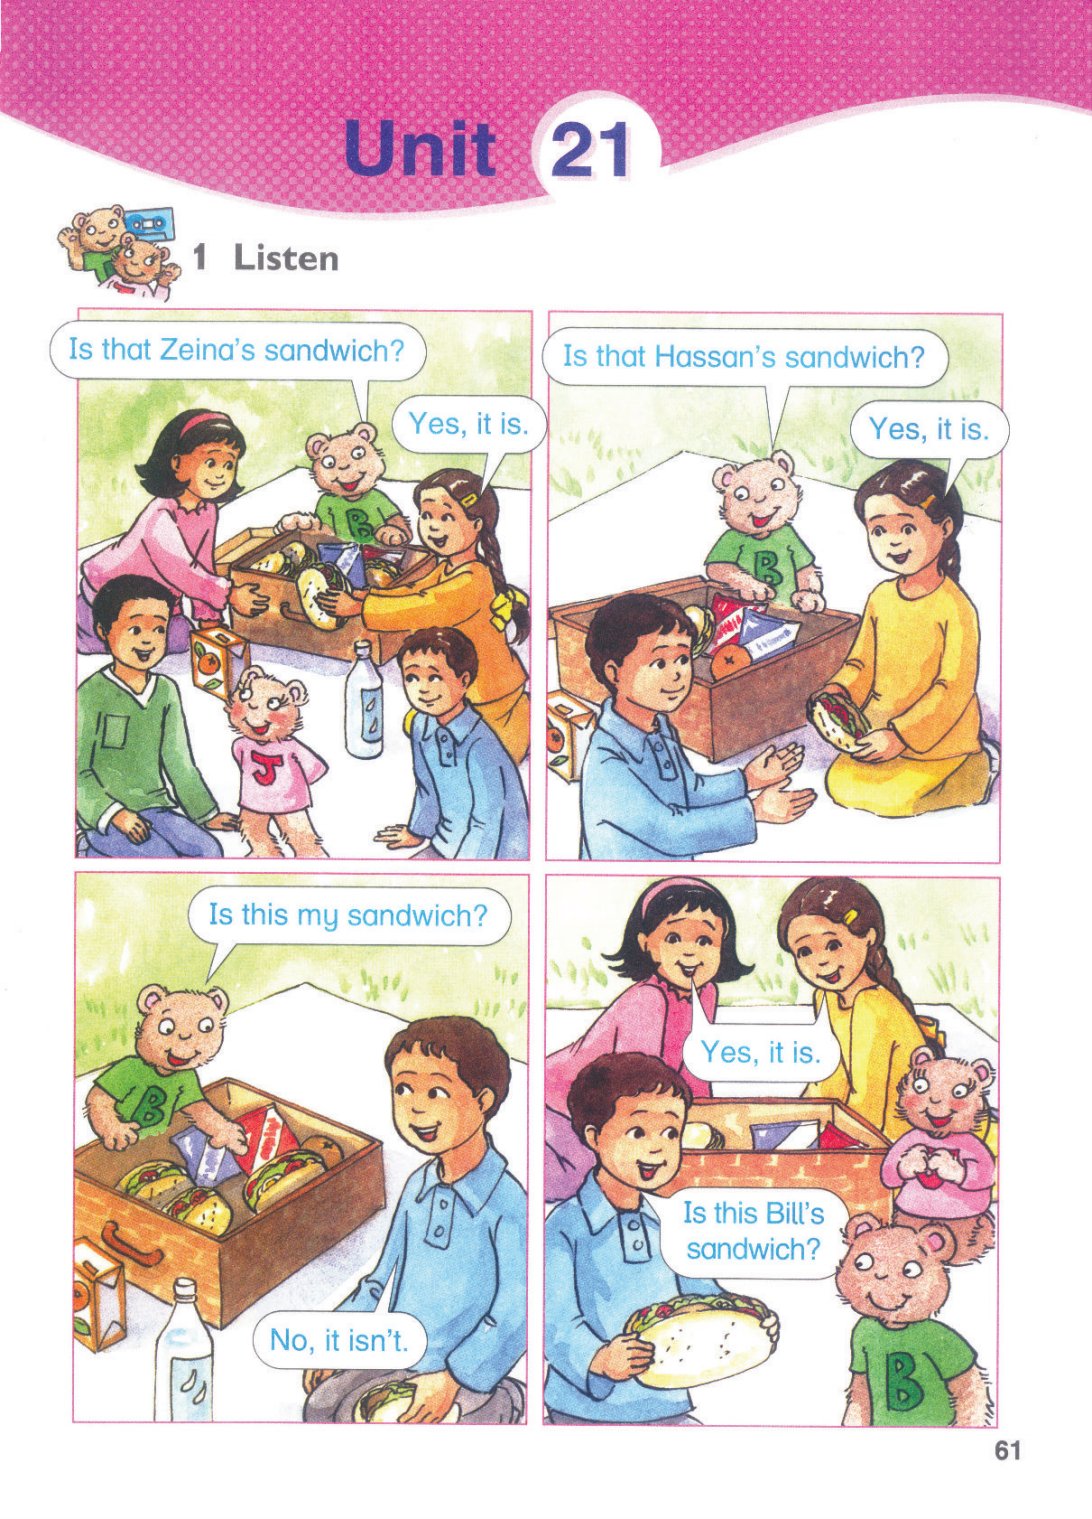 Unit 21
1 Listen
Is that Zeina's sandwich?
Yes, it is.
B
J
Is that Hassan's sandwich?
Yes, it is.
B
Is this my sandwich?
B
No, it isn't.
Yes, it is.
Is this Bill's
sandwich?
B
61